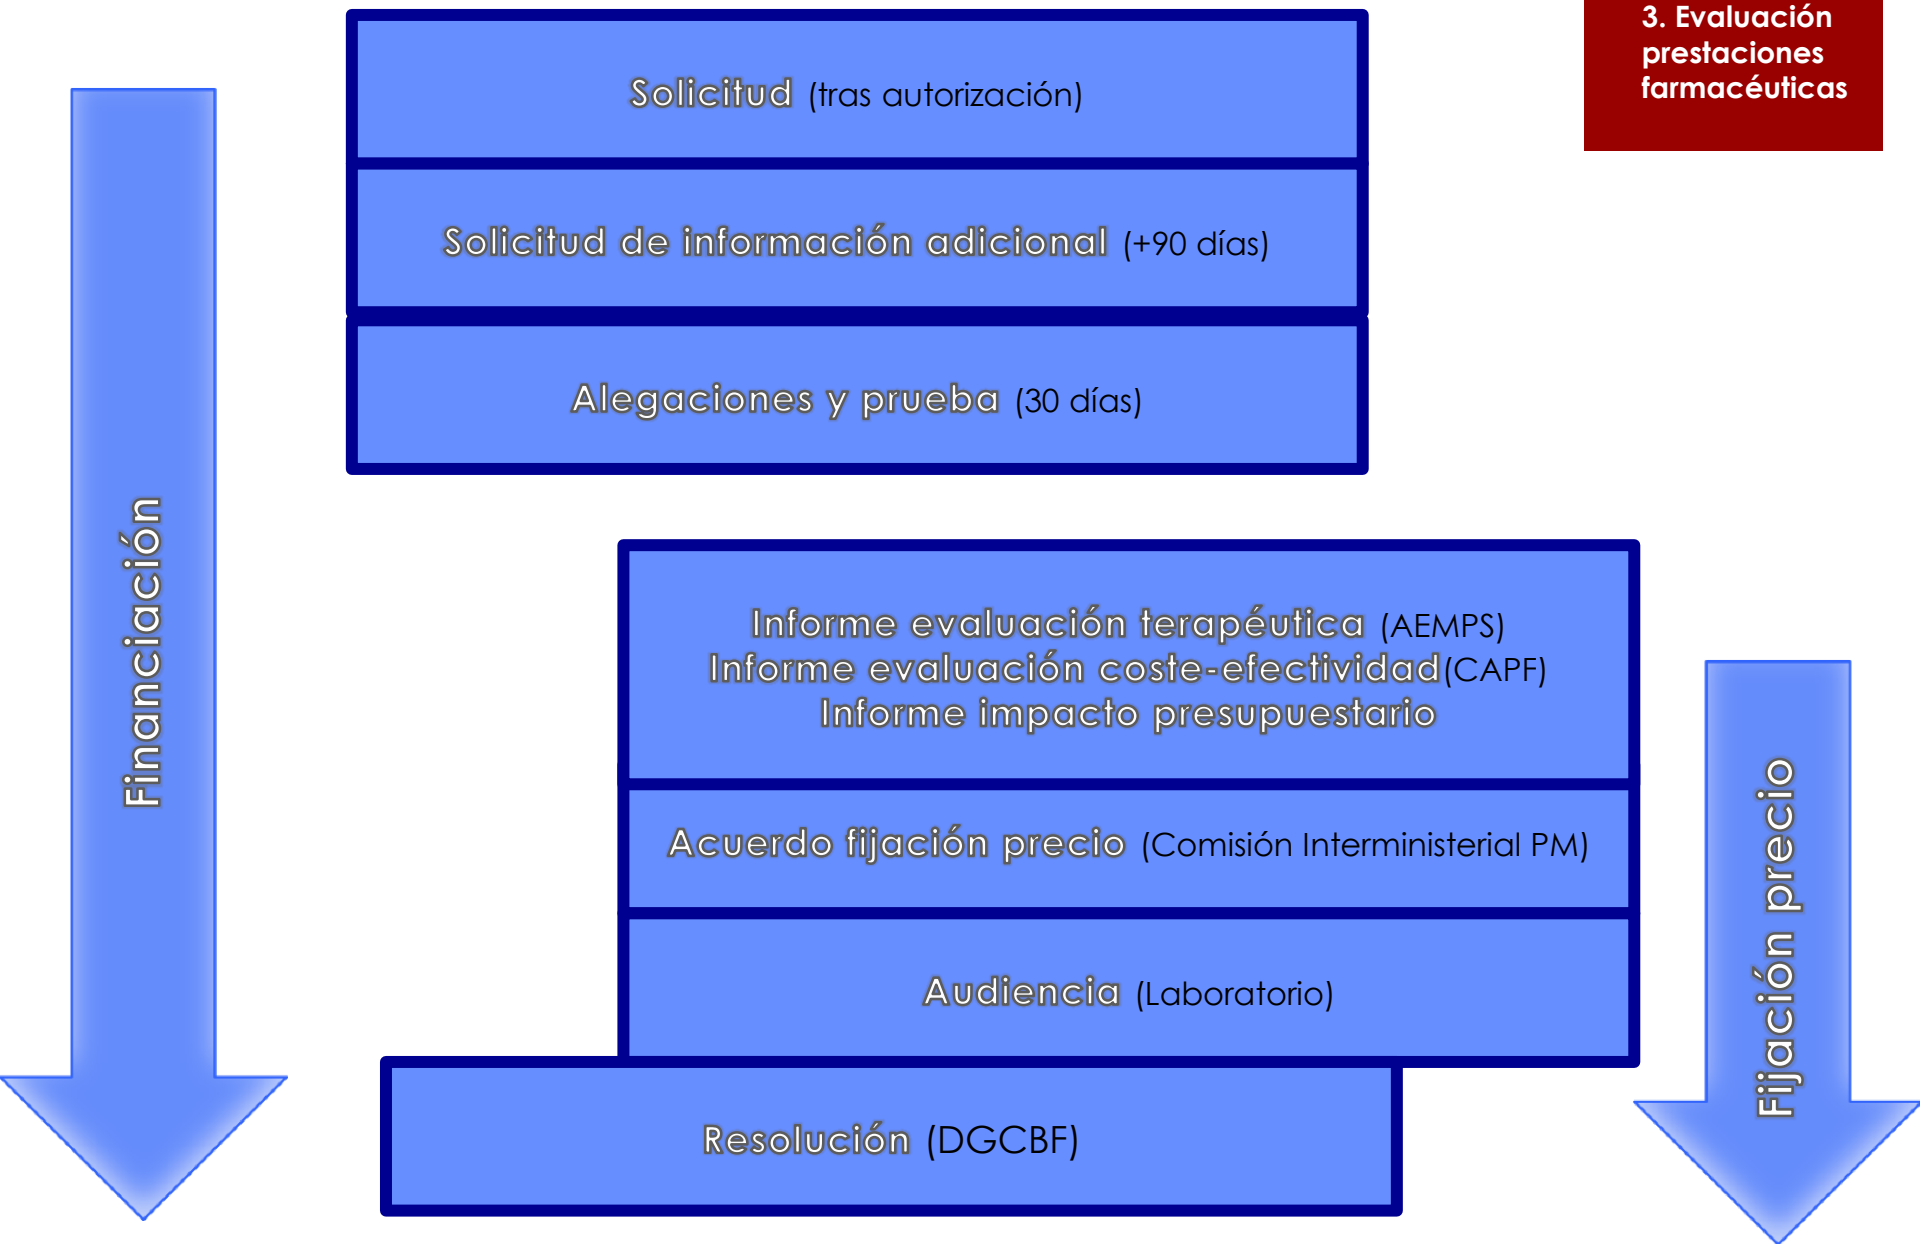 3. Evaluación
prestaciones
farmacéuticas
Solicitud (tras autorización)
Solicitud de información adicional (+90 días)
Alegaciones y prueba (30 días)
Financiación
Informe evaluación terapéutica (AEMPS)
Informe evaluación coste-efectividad(CAPF)
Informe impacto presupuestario
Acuerdo fijación precio (Comisión Interministerial PM)
Audiencia (Laboratorio)
Fijación precio
Resolución (DGCBF)